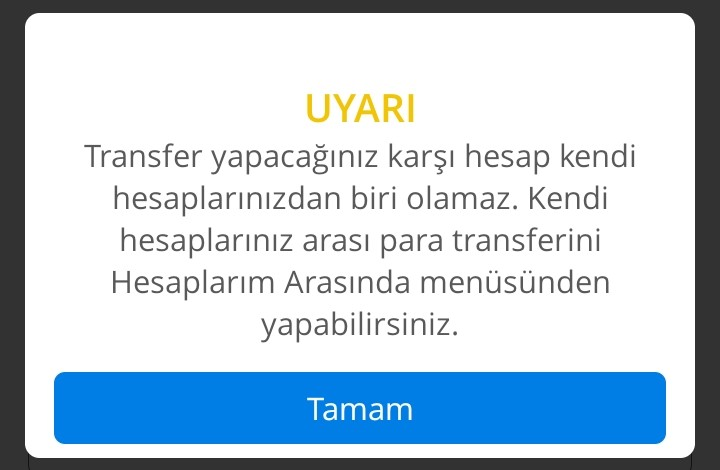 UYARI
Transfer yapacağınız karşı hesap kendi
hesaplarınızdan biri olamaz. Kendi
hesaplarınız arası para transferini
Hesaplarım Arasında menüsünden
yapabilirsiniz.
Tamam